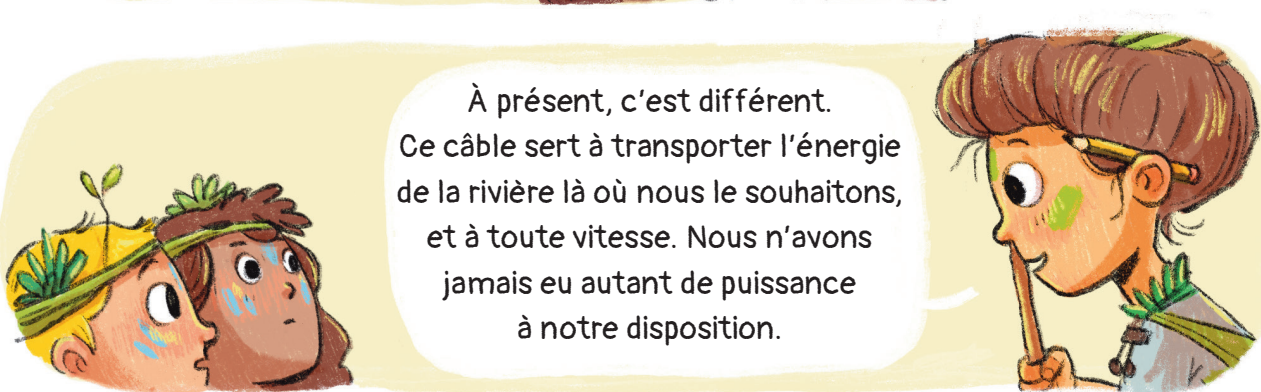 À présent, c'est différent.
Ce câble sert à transporter l'énergie
de la rivière là où nous le souhaitons,
et à toute vitesse. Nous n'avons
jamais eu autant de puissance
à notre disposition.